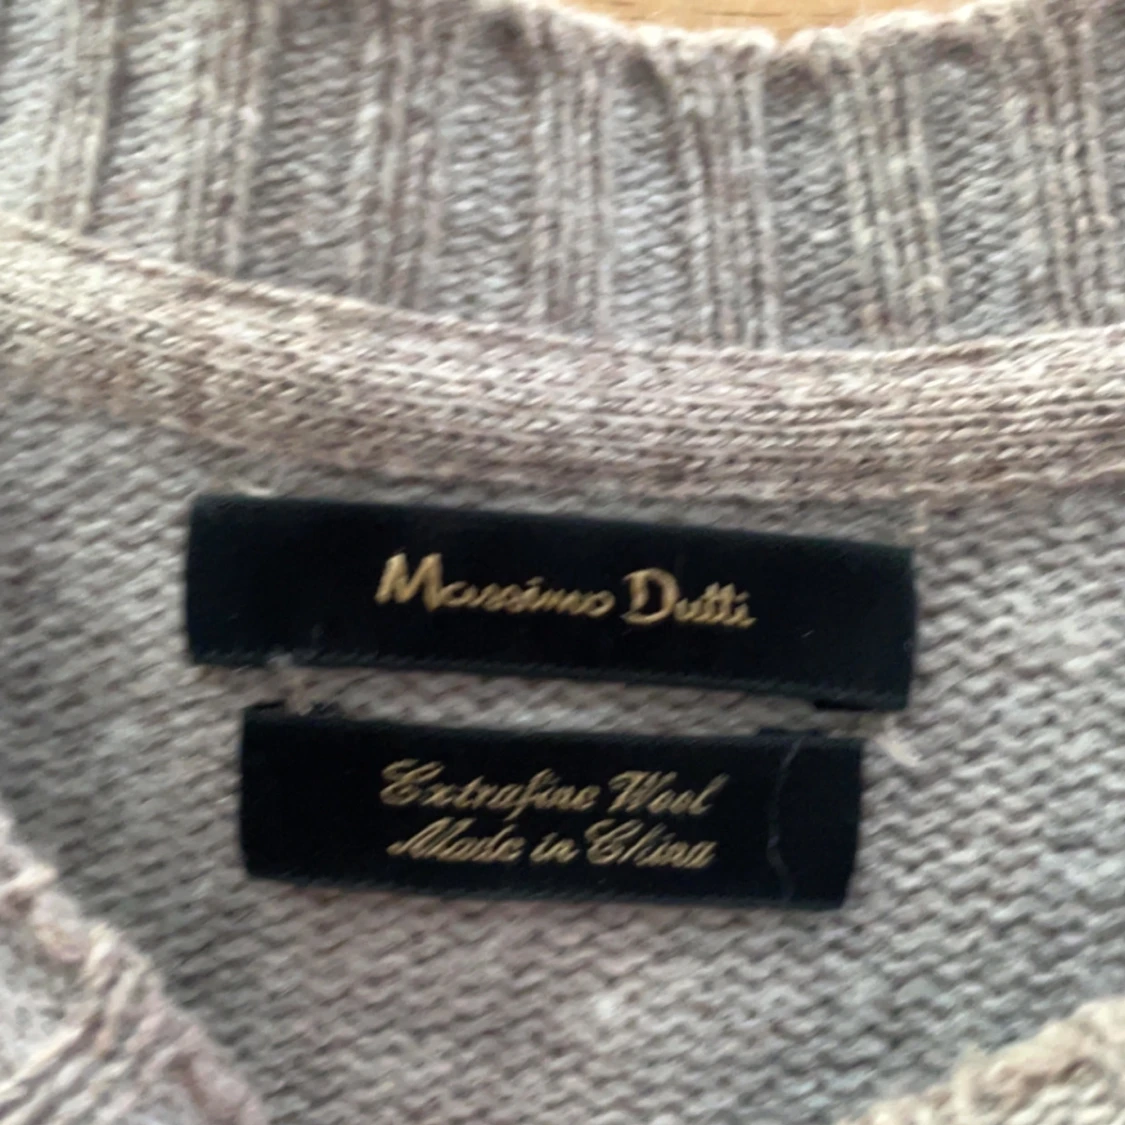 Massimo Dutti
Extrafine Wool
Made in China